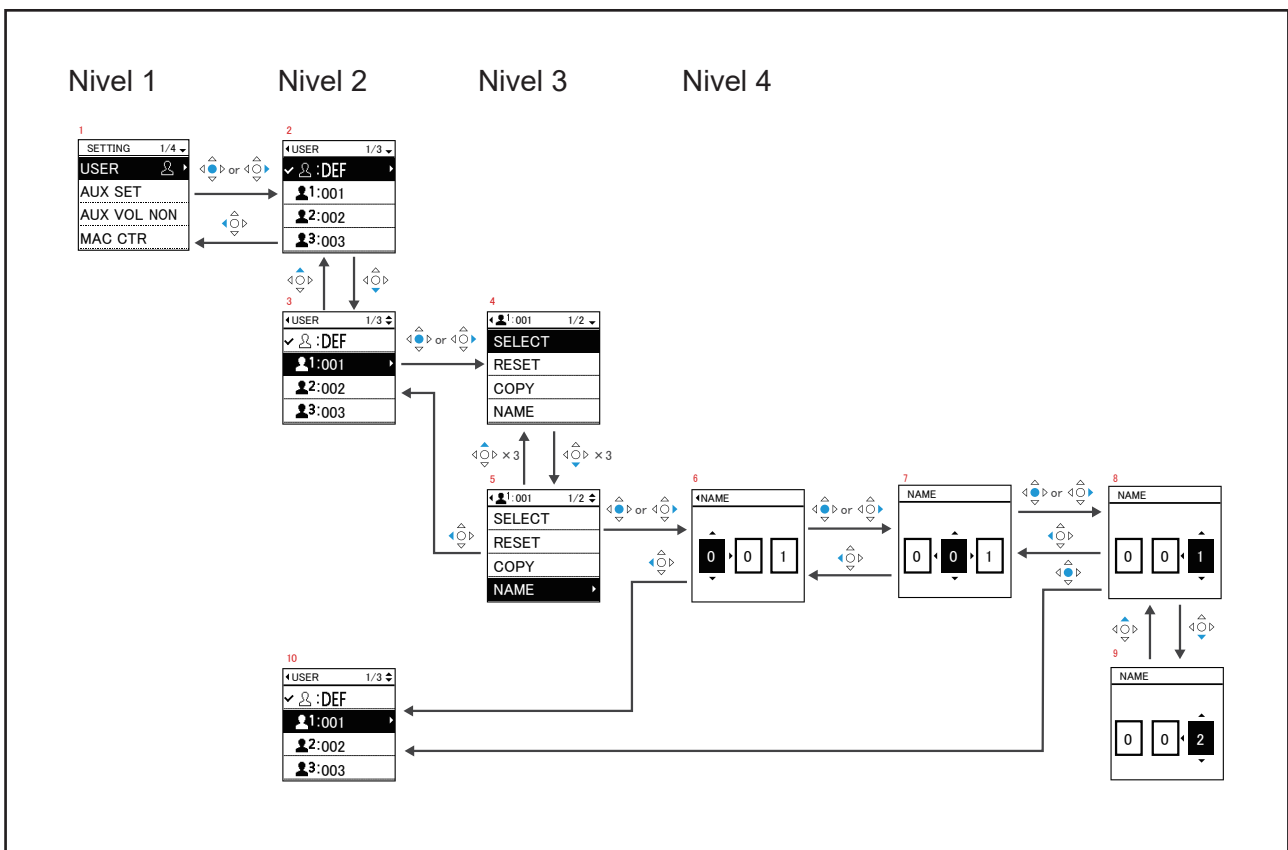 Nivel 1 Nivel 2 Nivel 3 Nivel 4
1
SETTING 1/4
USER
AUX SET
AUX VOL NON
MAC CTR
or
2
USER 1/3
:DEF
1:001
2:002
3:003
3
USER 1/3
:DEF
1:001
2:002
3:003
or
4
1:001 1/2
SELECT
RESET
COPY
NAME
×3 ×3
5
1:001 1/2
SELECT
RESET
COPY
NAME
or
6
NAME
0 0 1
or
7
NAME
0 0 1
or
8
NAME
0 0 1
9
NAME
0 0 2
10
USER 1/3
:DEF
1:001
2:002
3:003